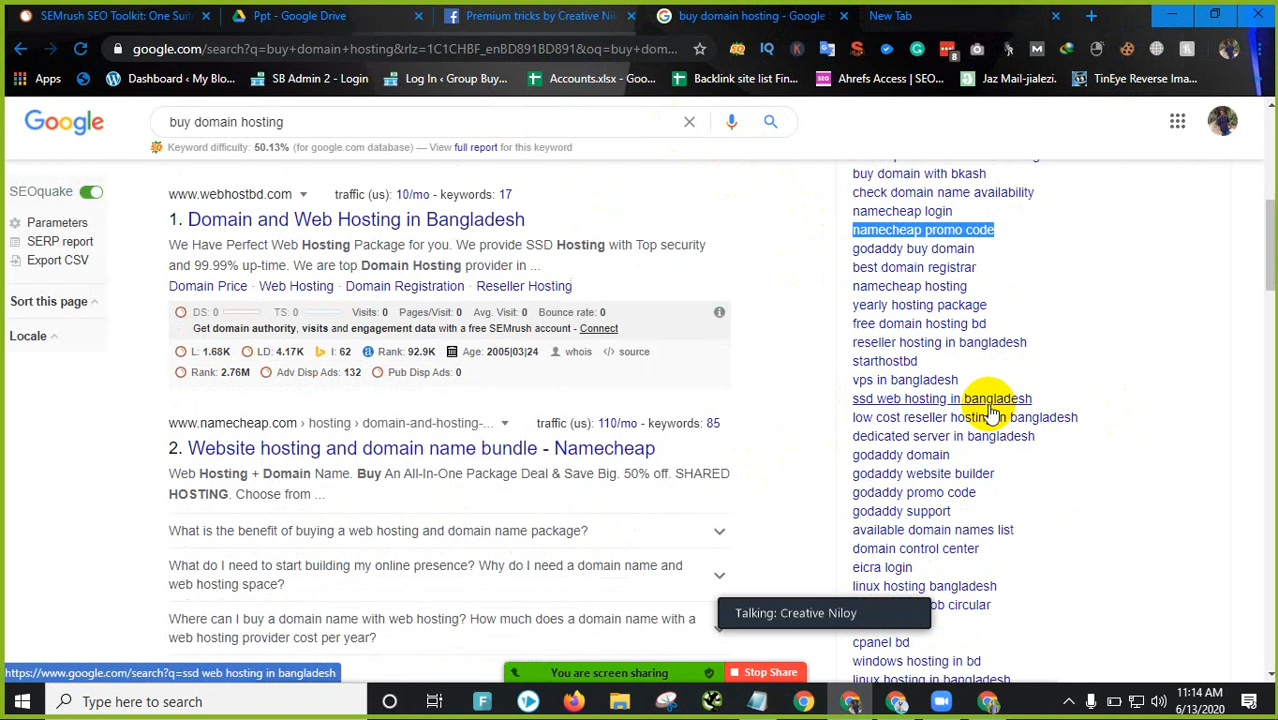 SEMrush SEO Toolkit: One Suit
Ppt - Google Drive
Premium tricks by Creative Nil
buy domain hosting - Google
New Tab
google.com/search?q=buy+domain+hosting&rlz=1C1CHBF_enBD891BD891&oq=buy+dom...
8
Apps
Dashboard ‹ My Blo...
SB Admin 2 - Login
Log In ‹ Group Buy...
Accounts.xlsx - Goo...
Backlink site list Fin...
Ahrefs Access | SEO...
Jaz Mail-jialezi.
TinEye Reverse Ima...
Google
buy domain hosting
Keyword difficulty: 50.13% (for google.com database) — View full report for this keyword
SEOquake
Parameters
SERP report
Export CSV
Sort this page
Locale
www.webhostbd.com traffic (us): 10/mo - keywords: 17
1. Domain and Web Hosting in Bangladesh
We Have Perfect Web Hosting Package for you. We provide SSD Hosting with Top security
and 99.99% up-time. We are top Domain Hosting provider in ...
Domain Price · Web Hosting · Domain Registration · Reseller Hosting
DS: 0 TS: 0 Visits: 0 Pages/Visit: 0 Avg. Visit: 0 Bounce rate: 0
Get domain authority, visits and engagement data with a free SEMrush account - Connect
L: 1.68K LD: 4.17K I: 62 Rank: 92.9K Age: 2005|03|24 whois </> source
Rank: 2.76M Adv Disp Ads: 132 Pub Disp Ads: 0
www.namecheap.com › hosting › domain-and-hosting-... traffic (us): 110/mo - keywords: 85
2. Website hosting and domain name bundle - Namecheap
Web Hosting + Domain Name. Buy An All-In-One Package Deal & Save Big. 50% off. SHARED
HOSTING. Choose from ...
What is the benefit of buying a web hosting and domain name package?
What do I need to start building my online presence? Why do I need a domain name and
web hosting space?
Where can I buy a domain name with web hosting? How much does a domain name with a
web hosting provider cost per year?
buy domain with bkash
check domain name availability
namecheap login
namecheap promo code
godaddy buy domain
best domain registrar
namecheap hosting
yearly hosting package
free domain hosting bd
reseller hosting in bangladesh
starthostbd
vps in bangladesh
ssd web hosting in bangladesh
low cost reseller hosting in bangladesh
dedicated server in bangladesh
godaddy domain
godaddy website builder
godaddy promo code
godaddy support
available domain names list
domain control center
eicra login
linux hosting bangladesh
circular
cpanel bd
windows hosting in bd
linux hosting in bangladesh
Talking: Creative Niloy
https://www.google.com/search?q=ssd web hosting in bangladesh
You are screen sharing
Stop Share
Type here to search
11:14 AM
6/13/2020